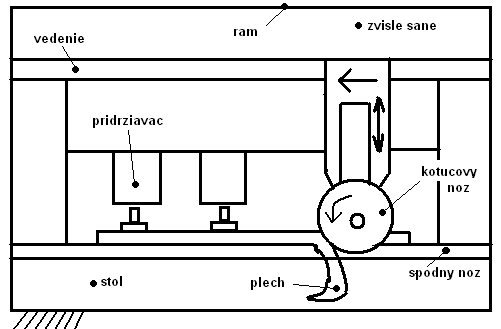 ram
zvisle sane
vedenie
pridrziavac
kotucovy
noz
spodny noz
stol
plech